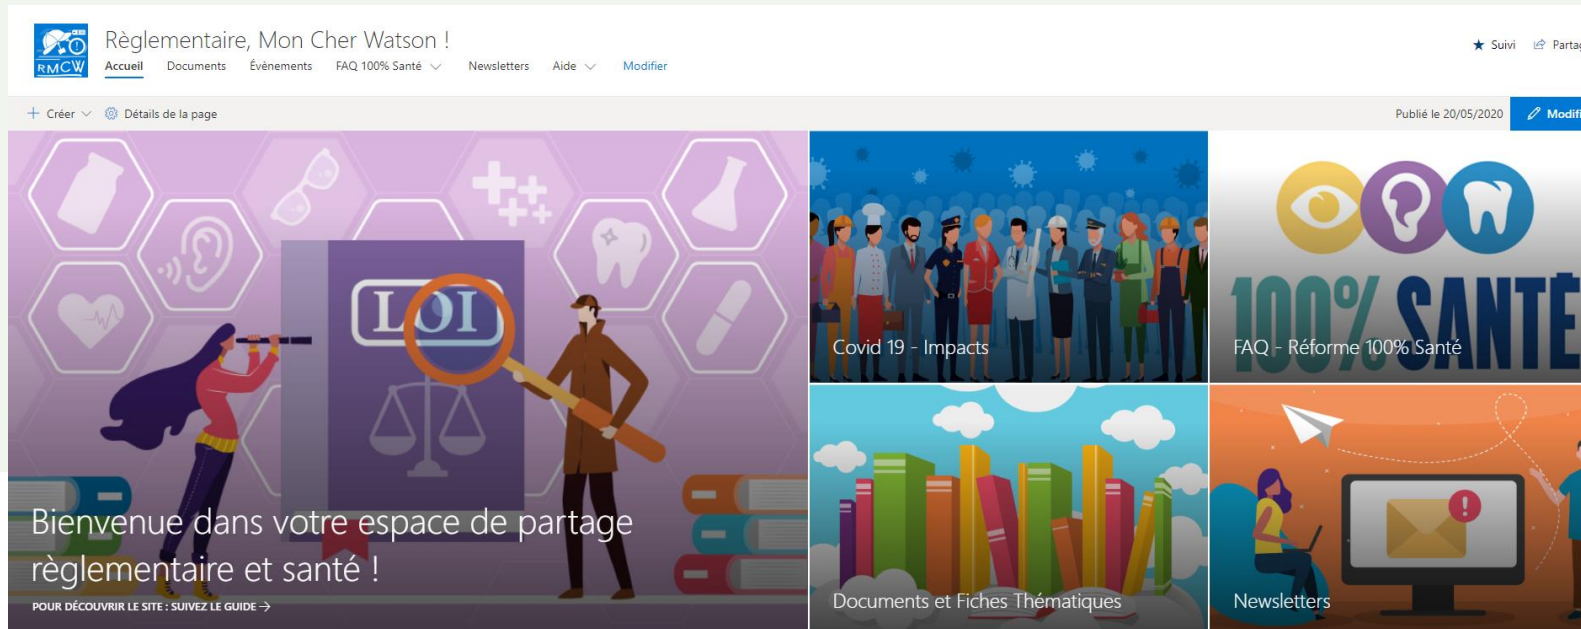 Règlementaire, Mon Cher Watson !
RMCW
Accueil Documents Évènements FAQ 100% Santé Newsletters Aide Modifier
Suivi Partag
Créer Détails de la page
Publié le 20/05/2020 Modifi
LOI
100% SANTÉ
Covid 19 - Impacts
FAQ - Réforme 100% Santé
Bienvenue dans votre espace de partage
règlementaire et santé !
POUR DÉCOUVRIR LE SITE : SUIVEZ LE GUIDE →
Documents et Fiches Thématiques
Newsletters